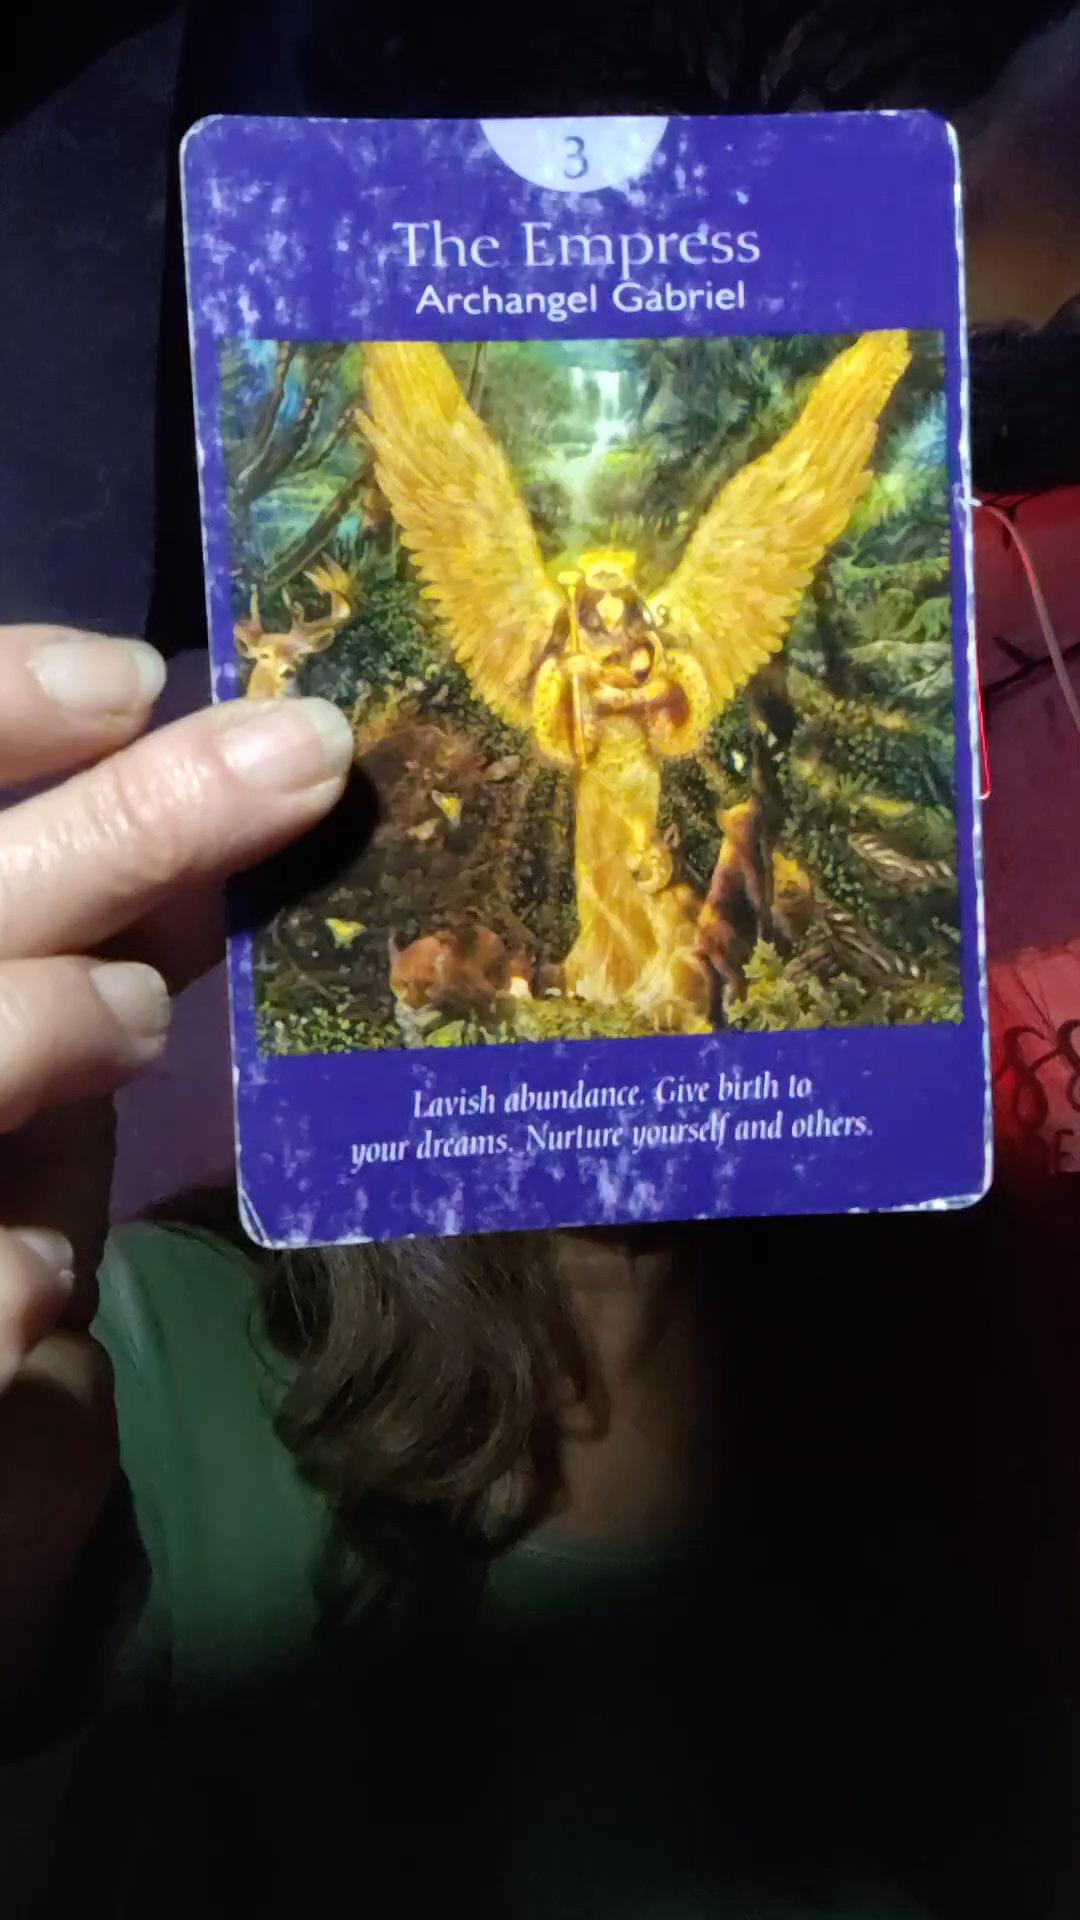 3
The Empress
Archangel Gabriel
Lavish abundance. Give birth to
your dreams. Nurture yourself and others.